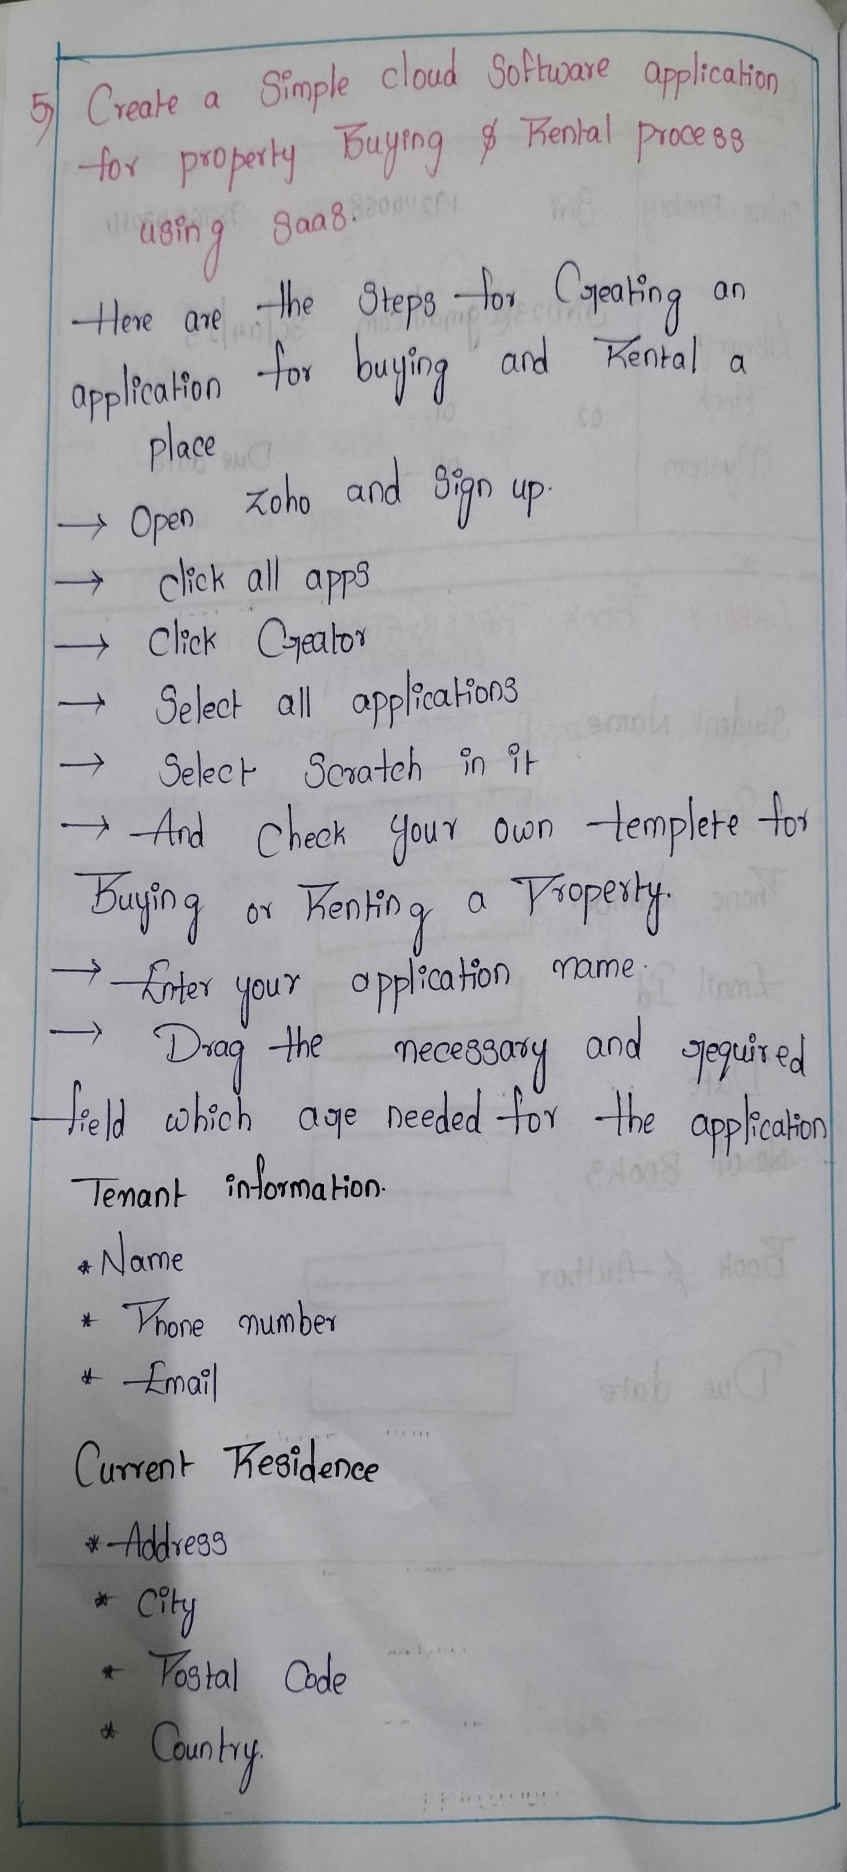 5) Create a Simple cloud Software application
for property Buying & Rental process
using SaaS.
Here are the Steps for Creating an
application for buying and Rental a
place
→ Open Zoho and Sign up.
→ click all apps
→ Click Creator
→ Select all applications
→ Select Scratch in it
→ And Check your own templete for
Buying or Renting a Property.
→ Enter your application name.
→ Drag the necessary and required
field which are needed for the application
Tenant information.
* Name
* Phone number
* Email
Current Residence
* Address
* City
* Postal Code
* Country.